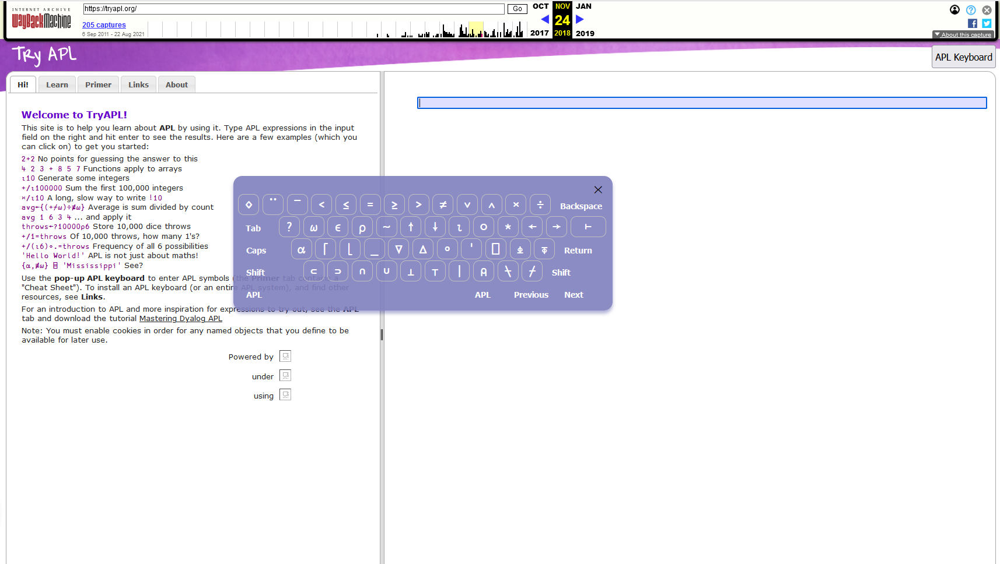 INTERNET ARCHIVE
WayBackMachine
https://tryapl.org/
Go
205 captures
6 Sep 2011 - 22 Aug 2021
OCT NOV JAN
24
2017 2018 2019
About this capture
Try APL
APL Keyboard
Hi! Learn Primer Links About
Welcome to TryAPL!
This site is to help you learn about APL by using it. Type APL expressions in the input
field on the right and hit enter to see the results. Here are a few examples (which you
can click on) to get you started:
2+2 No points for guessing the answer to this
4 2 3 + 8 5 7 Functions apply to arrays
⍳10 Generate some integers
+/⍳100000 Sum the first 100,000 integers
×/⍳10 A long, slow way to write !10
avg←{(+⌿⍵)÷≢⍵} Average is sum divided by count
avg 1 6 3 4 ... and apply it
throws←?10000⍴6 Store 10,000 dice throws
+/1=throws Of 10,000 throws, how many 1's?
+/(⍳6)∘.=throws Frequency of all 6 possibilities
'Hello World!' APL is not just about maths!
{⍺,≢⍵} ⌸ 'Mississippi' See?
Use the pop-up APL keyboard to enter APL symbols (the Primer tab contains a
"Cheat Sheet"). To install an APL keyboard (or an entire APL system), and find other
resources, see Links.
For an introduction to APL and more inspiration for expressions to try out, see the APL
tab and download the tutorial Mastering Dyalog APL
Note: You must enable cookies in order for any named objects that you define to be
available for later use.
Powered by
under
using
⋄ ¨ ¯ < ≤ = ≥ > ≠ ∨ ∧ × ÷ Backspace
Tab ? ⍵ ∊ ⍴ ~ ↑ ↓ ⍳ ○ * ← → ⊢
Caps ⍺ ⌈ ⌊ _ ∇ ∆ ∘ ' ⎕ ⍎ ⍕ Return
Shift ⊂ ⊃ ∩ ∪ ⊥ ⊤ | ⍝ ⍀ ⌿ Shift
APL APL Previous Next